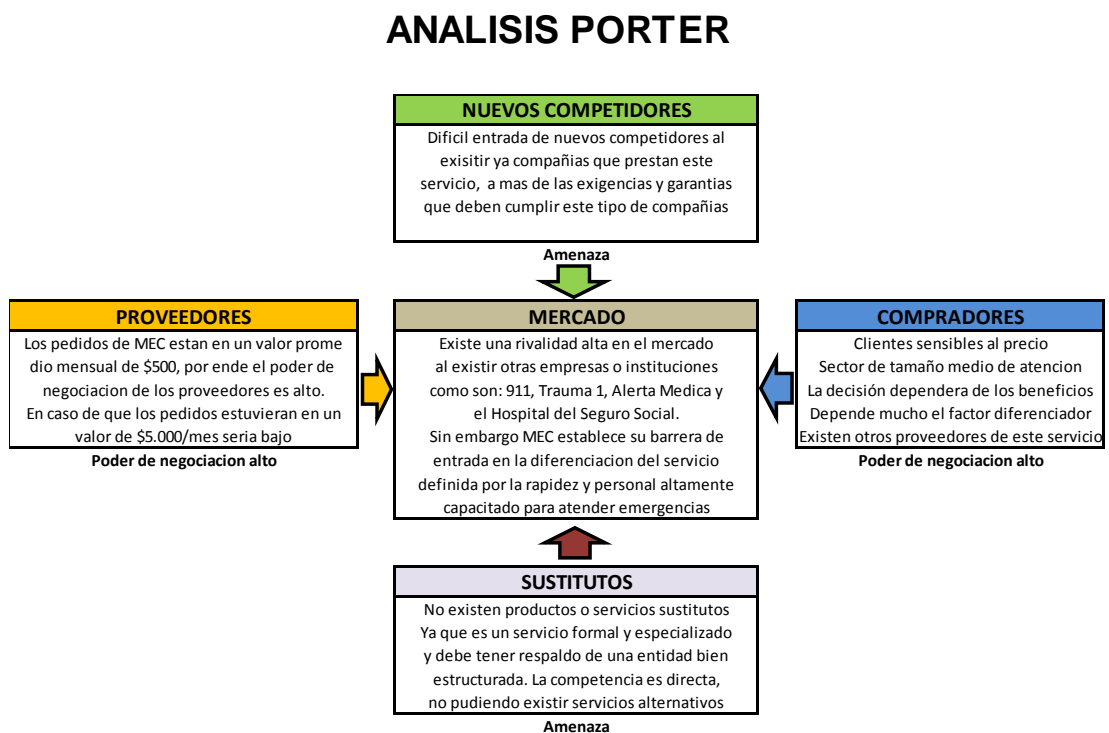 ANALISIS PORTER
NUEVOS COMPETIDORES
Dificil entrada de nuevos competidores al
exisitir ya compañias que prestan este
servicio, a mas de las exigencias y garantias
que deben cumplir este tipo de compañias
Amenaza
PROVEEDORES
Los pedidos de MEC estan en un valor prome
dio mensual de $500, por ende el poder de
negociacion de los proveedores es alto.
En caso de que los pedidos estuvieran en un
valor de $5.000/mes seria bajo
Poder de negociacion alto
MERCADO
Existe una rivalidad alta en el mercado
al existir otras empresas o instituciones
como son: 911, Trauma 1, Alerta Medica y
el Hospital del Seguro Social.
Sin embargo MEC establece su barrera de
entrada en la diferenciacion del servicio
definida por la rapidez y personal altamente
capacitado para atender emergencias
COMPRADORES
Clientes sensibles al precio
Sector de tamaño medio de atencion
La decisión dependera de los beneficios
Depende mucho el factor diferenciador
Existen otros proveedores de este servicio
Poder de negociacion alto
SUSTITUTOS
No existen productos o servicios sustitutos
Ya que es un servicio formal y especializado
y debe tener respaldo de una entidad bien
estructurada. La competencia es directa,
no pudiendo existir servicios alternativos
Amenaza